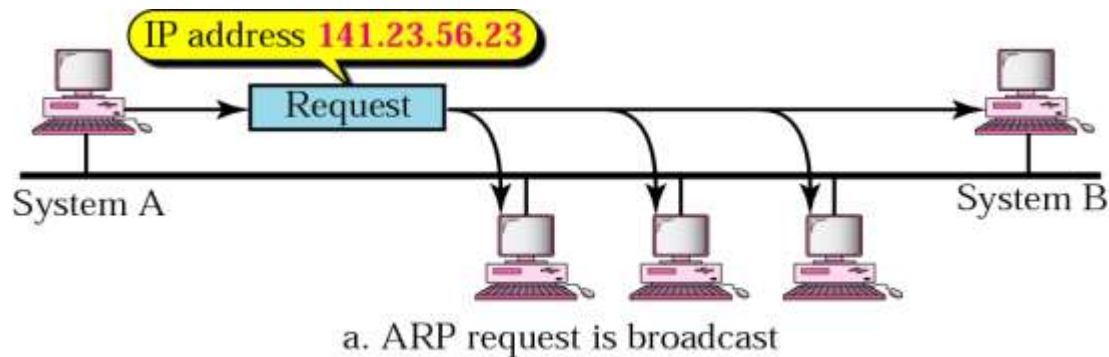 IP address 141.23.56.23
Request
System A
System B
a. ARP request is broadcast